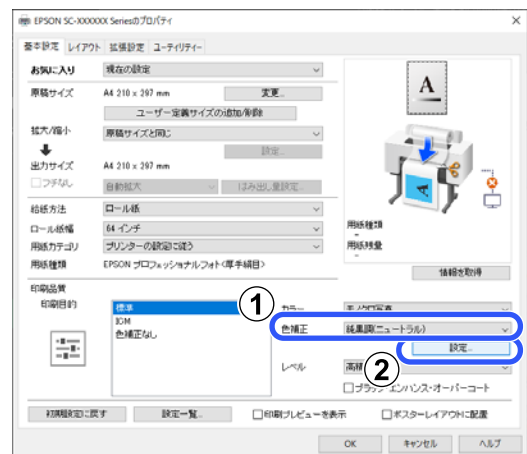 EPSON SC-XXXXXX Seriesのプロパティ
基本設定 レイアウト 拡張設定 ユーティリティー
お気に入り 現在の設定
原稿サイズ A4 210 x 297 mm 変更...
ユーザー定義サイズの追加/削除
拡大/縮小 原稿サイズと同じ
設定...
出力サイズ A4 210 x 297 mm
フチなし 自動拡大 はみ出し量設定...
給紙方法 ロール紙
ロール紙幅 64 インチ
用紙カテゴリ プリンターの設定に従う
用紙種類 EPSON プロフェッショナルフォト<厚手絹目>
A
A
用紙種類
-
用紙残量
-
情報を取得
印刷品質
印刷目的 標準
ICM
色補正なし
カラー モノクロ写真
① 色補正 純黒調(ニュートラル)
設定...
② レベル
ブラックエンハンス・オーバーコート
初期設定に戻す 設定一覧... 印刷プレビューを表示 ポスターレイアウトに配置
OK キャンセル ヘルプ